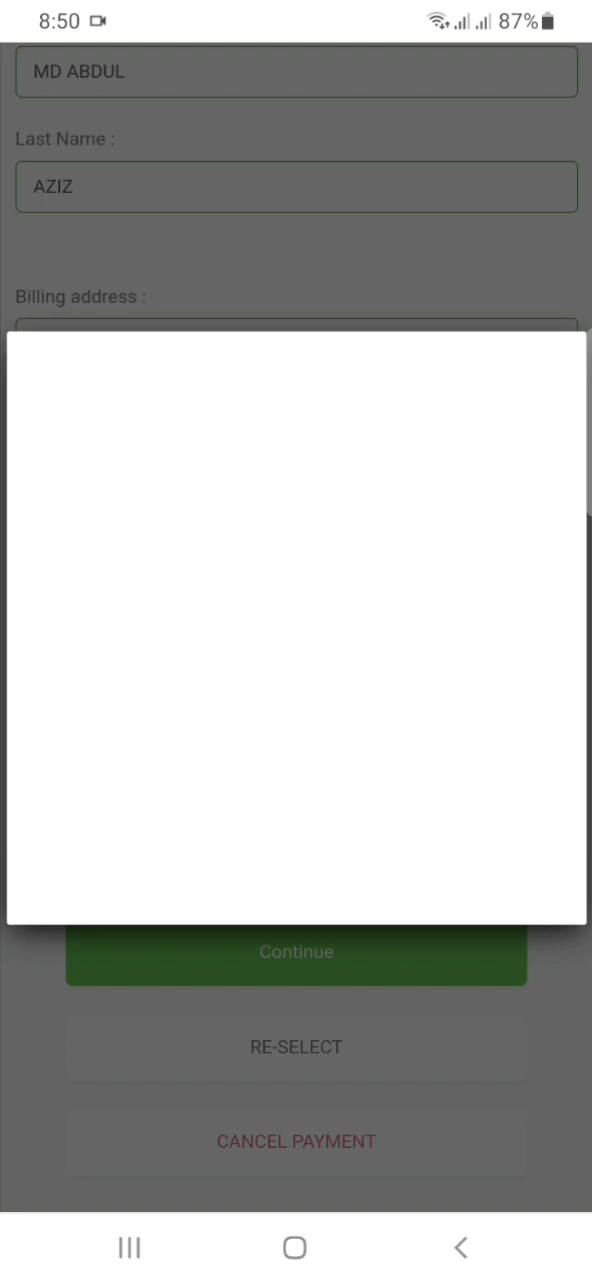 8:50
87%
MD ABDUL
Last Name :
AZIZ
Billing address :
Continue
RE-SELECT
CANCEL PAYMENT